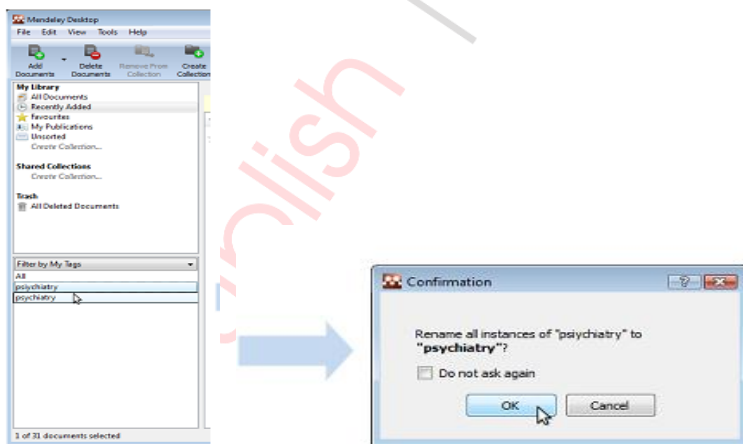 Mendeley Desktop
File Edit View Tools Help
Add Documents
Delete Documents
Remove From Collection
Create Collection
My Library
All Documents
Recently Added
Favourites
My Publications
Unsorted
Create Collection...
Shared Collections
Create Collection...
Trash
All Deleted Documents
Filter by My Tags
All
psiychiatry
psychiatry
1 of 31 documents selected
Confirmation
Rename all instances of "psiychiatry" to
"psychiatry"?
Do not ask again
OK Cancel